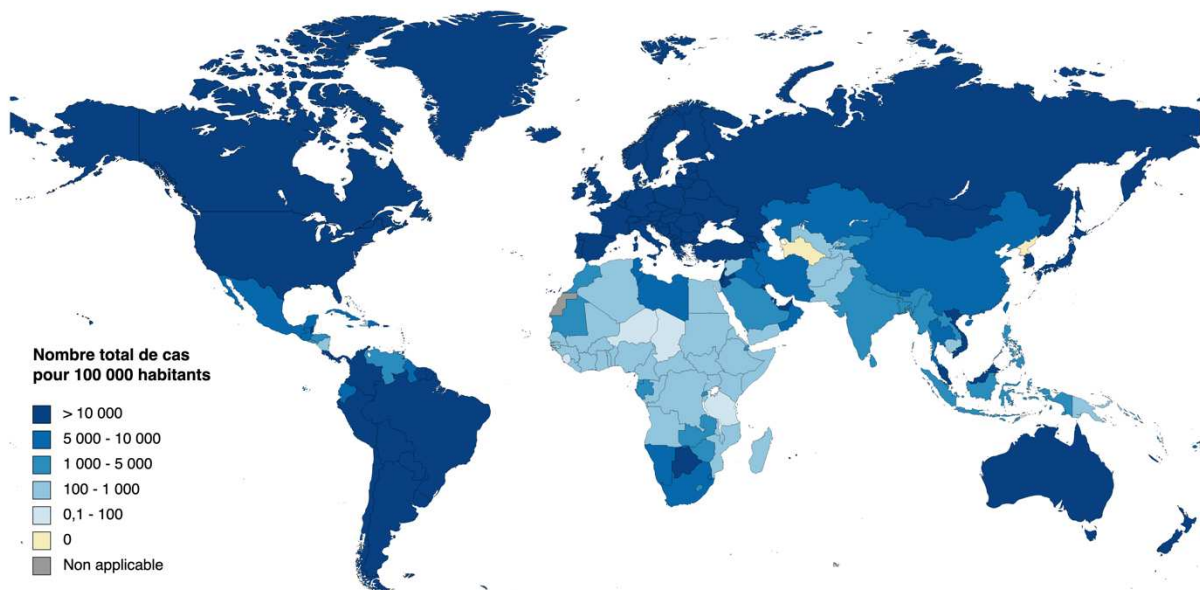 Nombre total de cas
pour 100 000 habitants
> 10 000
5 000 - 10 000
1 000 - 5 000
100 - 1 000
0,1 - 100
0
Non applicable